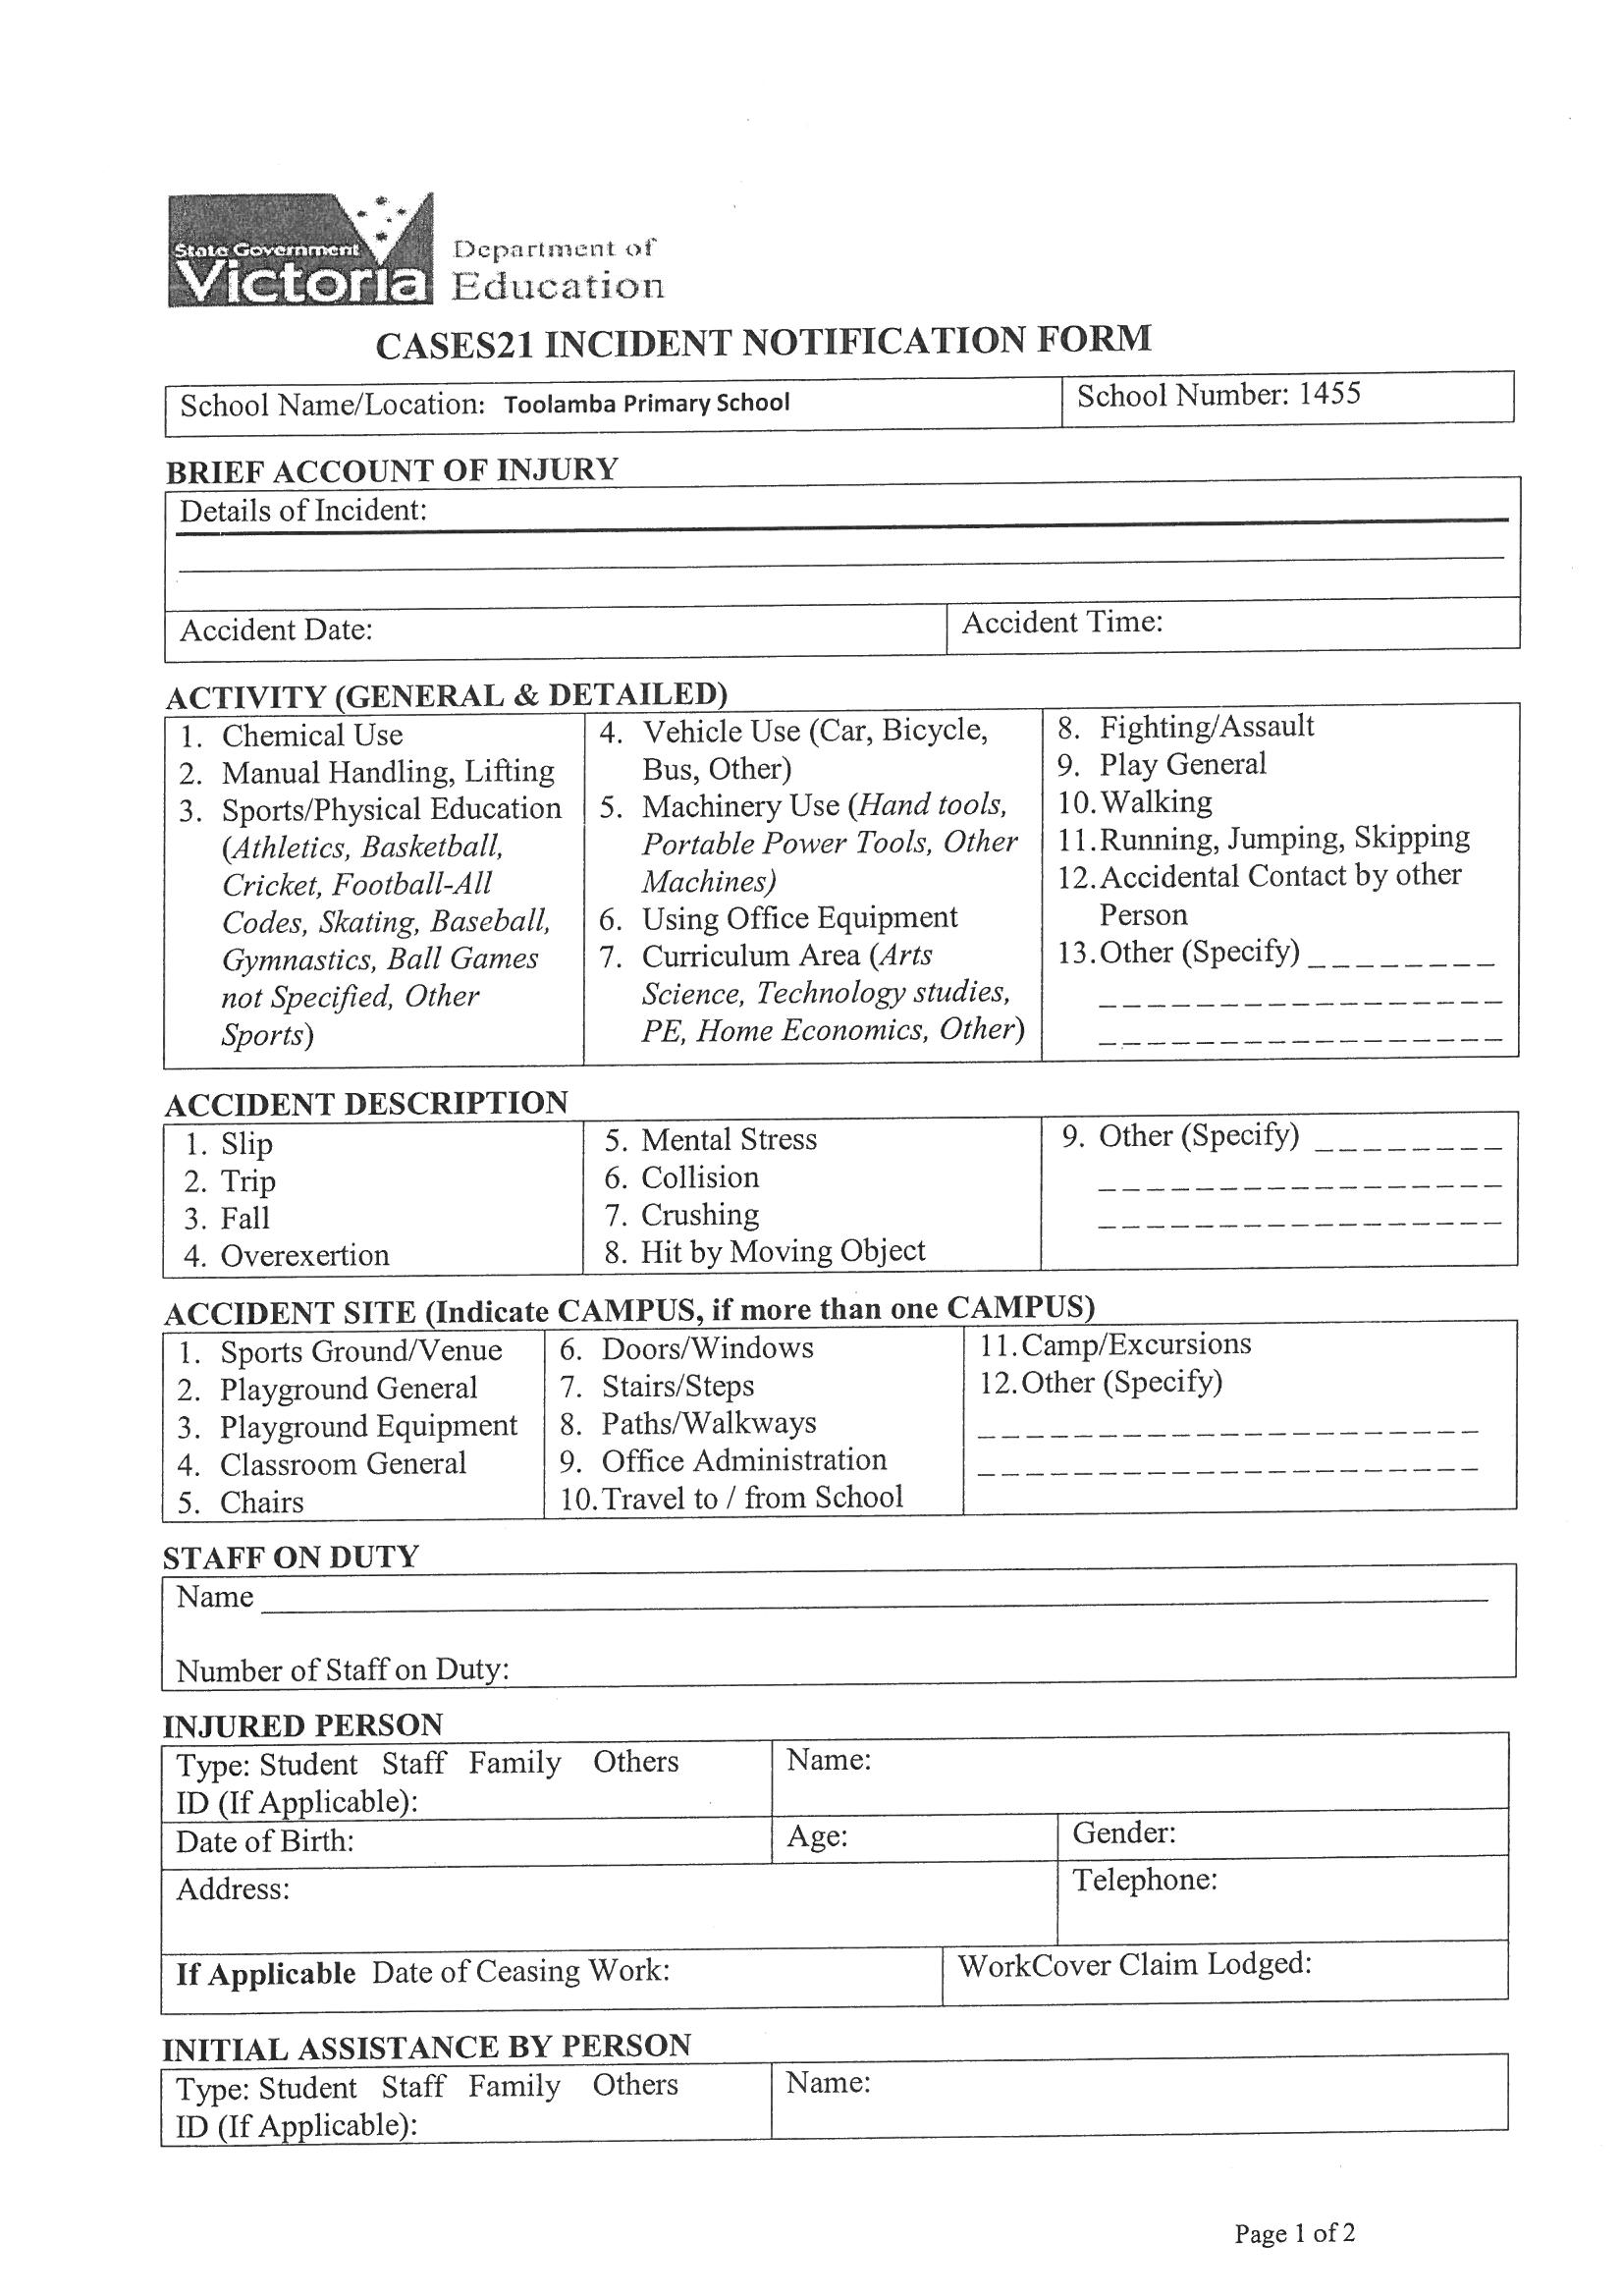 State Government
Victoria
Department of
Education
CASES21 INCIDENT NOTIFICATION FORM
School Name/Location: Toolamba Primary School
School Number: 1455
BRIEF ACCOUNT OF INJURY
Details of Incident:
Accident Date:
Accident Time:
ACTIVITY (GENERAL & DETAILED)
1. Chemical Use
2. Manual Handling, Lifting
3. Sports/Physical Education
(Athletics, Basketball,
Cricket, Football-All
Codes, Skating, Baseball,
Gymnastics, Ball Games
not Specified, Other
Sports)
4. Vehicle Use (Car, Bicycle,
Bus, Other)
5. Machinery Use (Hand tools,
Portable Power Tools, Other
Machines)
6. Using Office Equipment
7. Curriculum Area (Arts
Science, Technology studies,
PE, Home Economics, Other)
8. Fighting/Assault
9. Play General
10. Walking
11. Running, Jumping, Skipping
12. Accidental Contact by other
Person
13. Other (Specify) ________
ACCIDENT DESCRIPTION
1. Slip
2. Trip
3. Fall
4. Overexertion
5. Mental Stress
6. Collision
7. Crushing
8. Hit by Moving Object
9. Other (Specify) ________
ACCIDENT SITE (Indicate CAMPUS, if more than one CAMPUS)
1. Sports Ground/Venue
2. Playground General
3. Playground Equipment
4. Classroom General
5. Chairs
6. Doors/Windows
7. Stairs/Steps
8. Paths/Walkways
9. Office Administration
10. Travel to / from School
11. Camp/Excursions
12. Other (Specify)
STAFF ON DUTY
Name
Number of Staff on Duty:
INJURED PERSON
Type: Student Staff Family Others
ID (If Applicable):
Name:
Date of Birth:
Age:
Gender:
Address:
Telephone:
If Applicable Date of Ceasing Work:
WorkCover Claim Lodged:
INITIAL ASSISTANCE BY PERSON
Type: Student Staff Family Others
ID (If Applicable):
Name:
Page 1 of 2